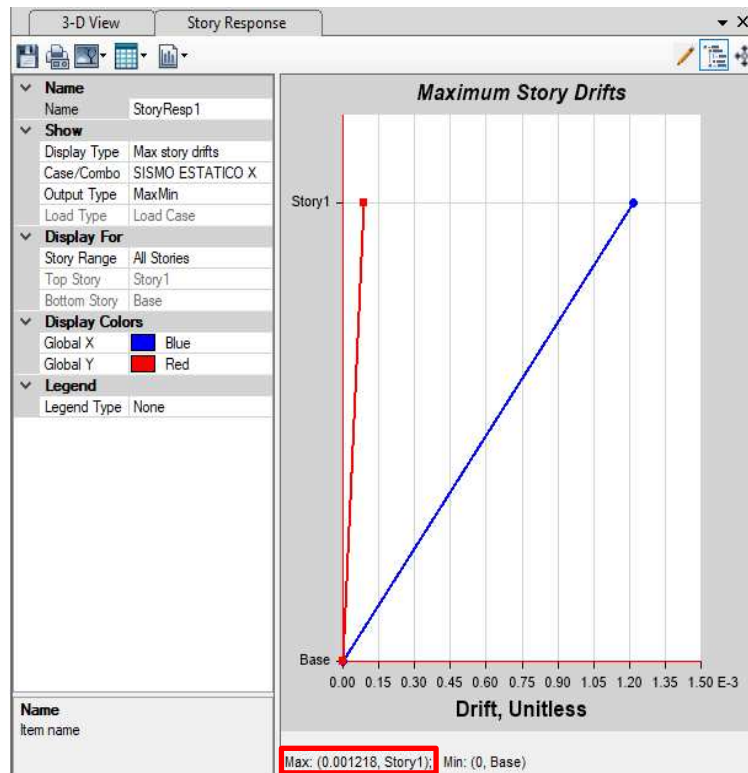 3-D View Story Response
Name
Name StoryResp1
Show
Display Type Max story drifts
Case/Combo SISMO ESTATICO X
Output Type MaxMin
Load Type Load Case
Display For
Story Range All Stories
Top Story Story1
Bottom Story Base
Display Colors
Global X Blue
Global Y Red
Legend
Legend Type None
Name
Item name
Maximum Story Drifts
Story1
Base
0.00 0.15 0.30 0.45 0.60 0.75 0.90 1.05 1.20 1.35 1.50 E-3
Drift, Unitless
Max: (0.001218, Story1); Min: (0, Base)